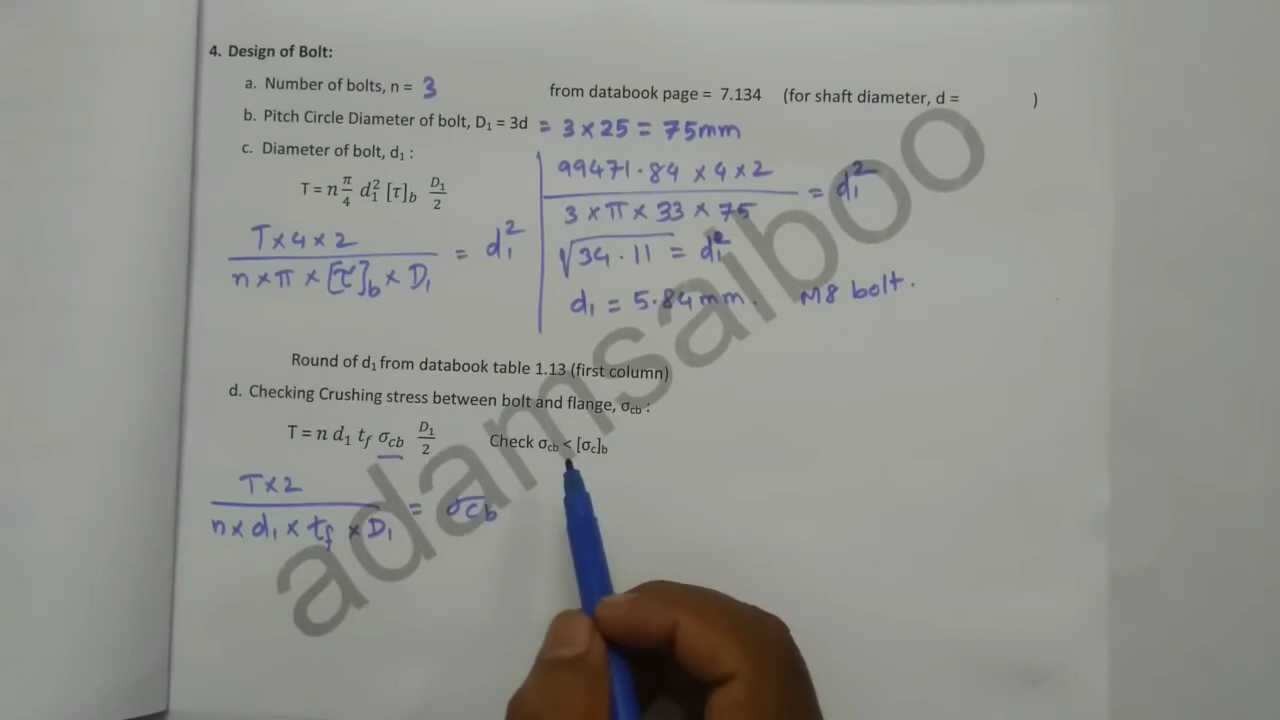 4. Design of Bolt:
a. Number of bolts, n = 3 from databook page = 7.134 (for shaft diameter, d = )
b. Pitch Circle Diameter of bolt, D₁ = 3d = 3 × 25 = 75mm
c. Diameter of bolt, d₁ :
T = n π/4 d₁² [τ]b D₁/2
T×4×2 / n × π × [τ]b × D₁ = d₁²
99471.84 × 4 × 2 / 3 × π × 33 × 75 = d₁²
√34.11 = d₁²
d₁ = 5.84mm. M8 bolt.
Round of d₁ from databook table 1.13 (first column)
d. Checking Crushing stress between bolt and flange, σcb :
T = n d₁ tf σcb D₁/2 Check σcb < [σc]b
T×2 / n × d₁ × tf × D₁ = σcb
adamsaiboo